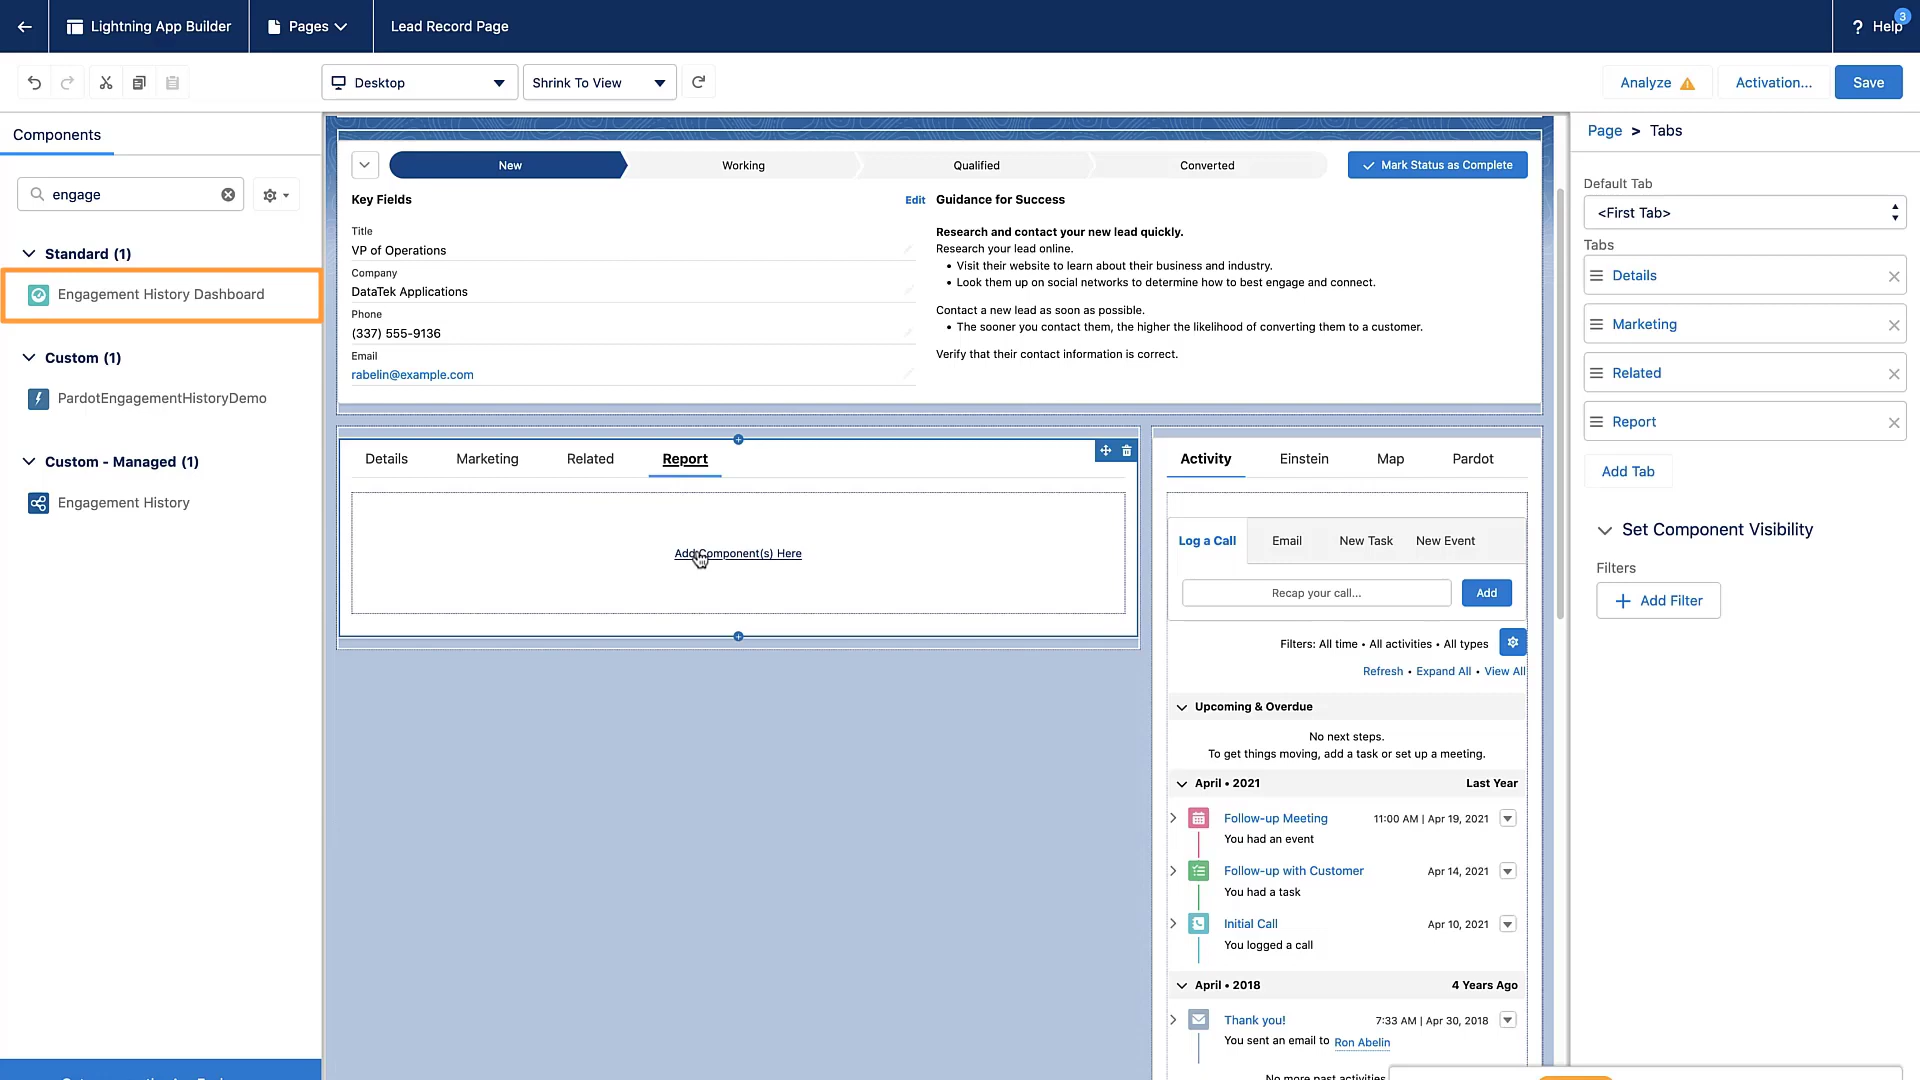 Lightning App Builder
Pages
Lead Record Page
3
? Help
Desktop
Shrink To View
Analyze
Activation...
Save
Components
engage
Standard (1)
Engagement History Dashboard
Custom (1)
PardotEngagementHistoryDemo
Custom - Managed (1)
Engagement History
New
Working
Qualified
Converted
Mark Status as Complete
Key Fields
Edit
Title
VP of Operations
Company
DataTek Applications
Phone
(337) 555-9136
Email
rabelin@example.com
Guidance for Success
Research and contact your new lead quickly.
Research your lead online.
• Visit their website to learn about their business and industry.
• Look them up on social networks to determine how to best engage and connect.
Contact a new lead as soon as possible.
• The sooner you contact them, the higher the likelihood of converting them to a customer.
Verify that their contact information is correct.
Details
Marketing
Related
Report
Add Component(s) Here
Activity
Einstein
Map
Pardot
Log a Call
Email
New Task
New Event
Recap your call...
Add
Filters: All time • All activities • All types
Refresh • Expand All • View All
Upcoming & Overdue
No next steps.
To get things moving, add a task or set up a meeting.
April • 2021
Last Year
Follow-up Meeting
11:00 AM | Apr 19, 2021
You had an event
Follow-up with Customer
Apr 14, 2021
You had a task
Initial Call
Apr 10, 2021
You logged a call
April • 2018
4 Years Ago
Thank you!
7:33 AM | Apr 30, 2018
You sent an email to Ron Abelin
No more past activities
Page > Tabs
Default Tab
<First Tab>
Tabs
Details
Marketing
Related
Report
Add Tab
Set Component Visibility
Filters
Add Filter